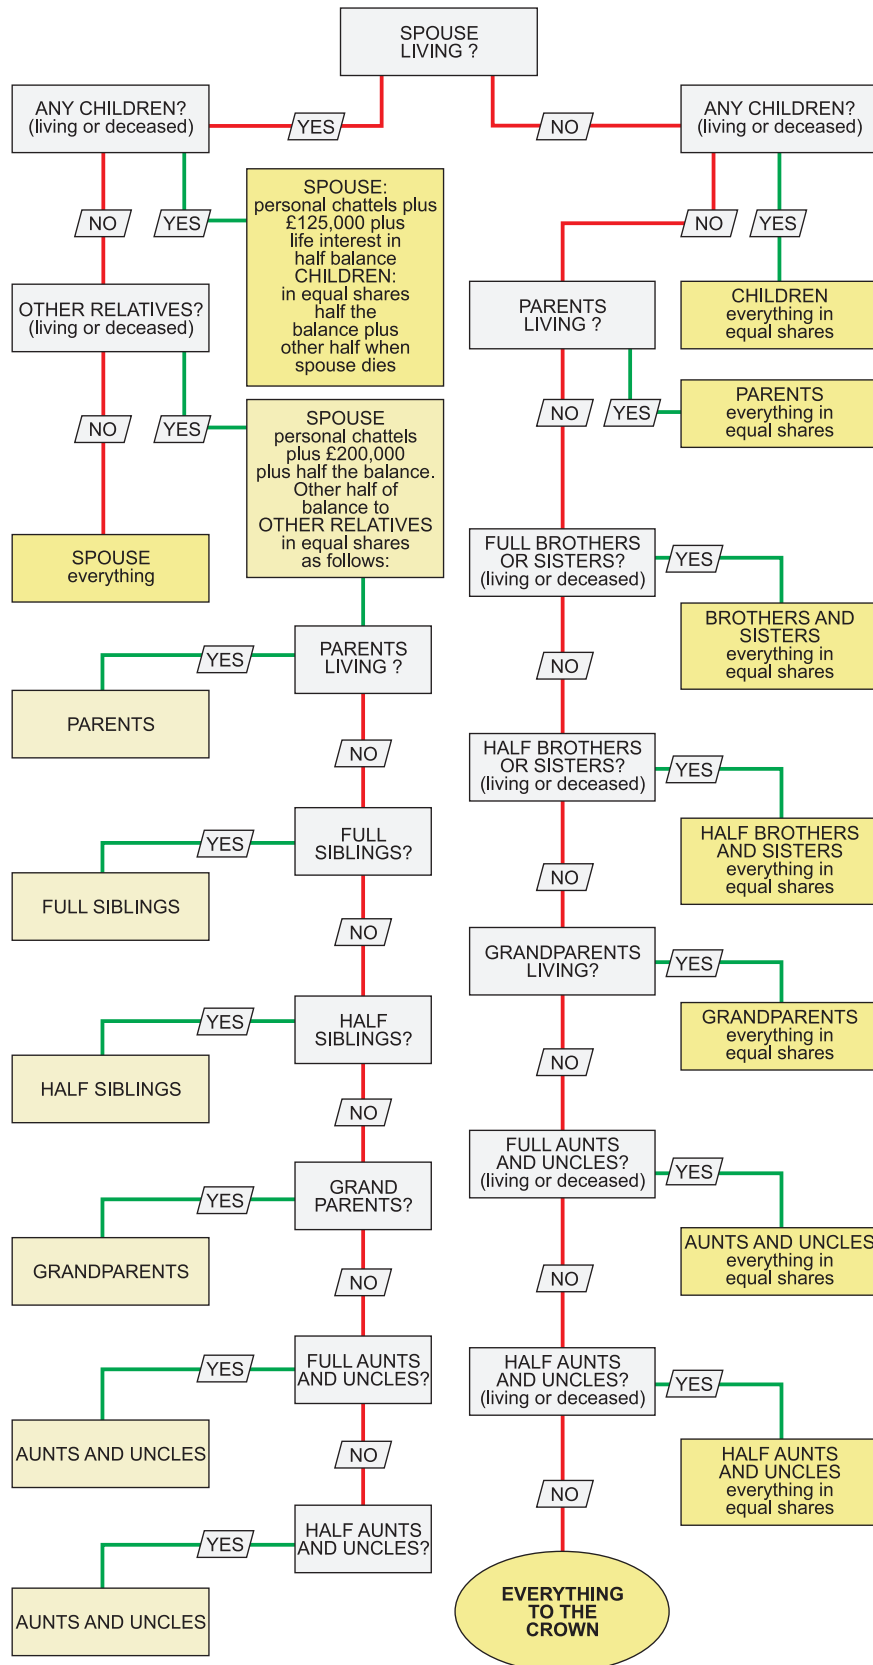 SPOUSE
LIVING ?
ANY CHILDREN?
(living or deceased)
YES
NO
ANY CHILDREN?
(living or deceased)
NO
YES
SPOUSE:
personal chattels plus
£125,000 plus
life interest in
half balance
CHILDREN:
in equal shares
half the
balance plus
other half when
spouse dies
NO
YES
OTHER RELATIVES?
(living or deceased)
PARENTS
LIVING ?
CHILDREN
everything in
equal shares
NO
YES
SPOUSE
personal chattels
plus £200,000
plus half the balance.
Other half of
balance to
OTHER RELATIVES
in equal shares
as follows:
NO
YES
PARENTS
everything in
equal shares
SPOUSE
everything
FULL BROTHERS
OR SISTERS?
(living or deceased)
YES
BROTHERS AND
SISTERS
everything in
equal shares
YES
PARENTS
LIVING ?
NO
PARENTS
NO
HALF BROTHERS
OR SISTERS?
(living or deceased)
YES
YES
FULL
SIBLINGS?
HALF BROTHERS
AND SISTERS
everything in
equal shares
FULL SIBLINGS
NO
NO
GRANDPARENTS
LIVING?
YES
YES
HALF
SIBLINGS?
GRANDPARENTS
everything in
equal shares
HALF SIBLINGS
NO
NO
FULL AUNTS
AND UNCLES?
(living or deceased)
YES
YES
GRAND
PARENTS?
AUNTS AND UNCLES
everything in
equal shares
GRANDPARENTS
NO
NO
YES
FULL AUNTS
AND UNCLES?
HALF AUNTS
AND UNCLES?
(living or deceased)
YES
AUNTS AND UNCLES
NO
HALF AUNTS
AND UNCLES
everything in
equal shares
NO
YES
HALF AUNTS
AND UNCLES?
AUNTS AND UNCLES
EVERYTHING
TO THE
CROWN